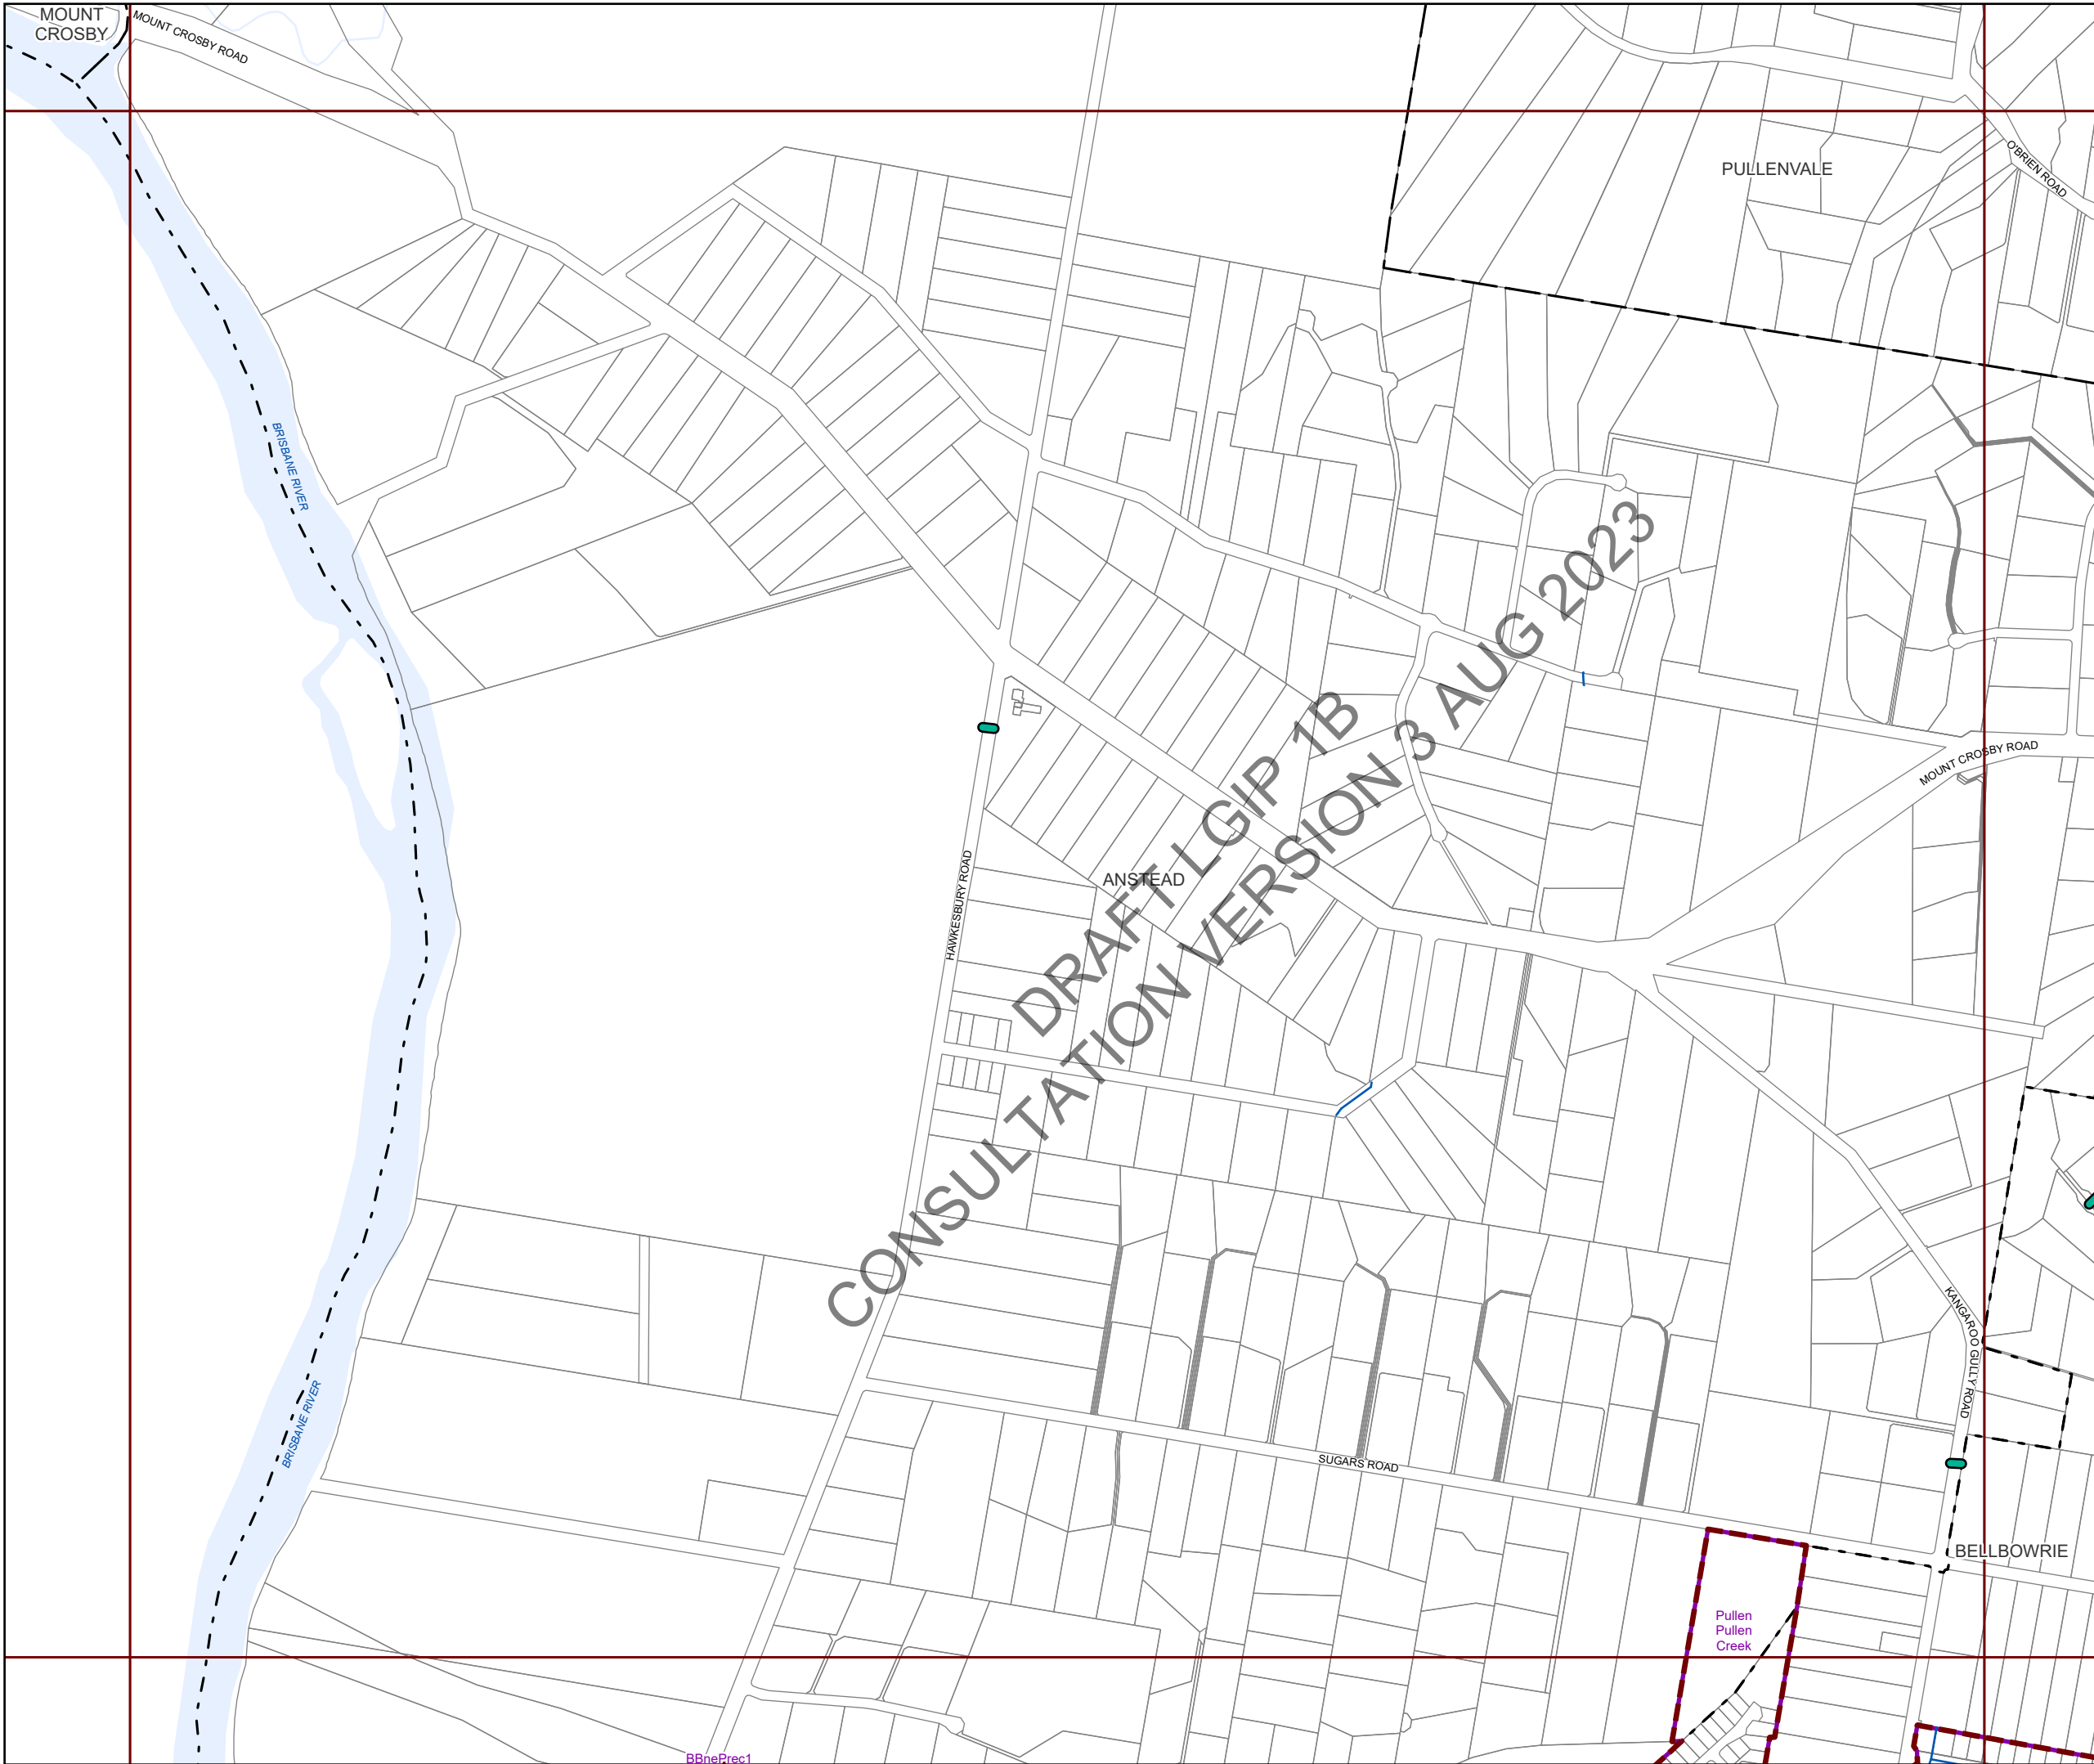 MOUNT
CROSBY
MOUNT CROSBY ROAD
PULLENVALE
O'BRIEN ROAD
BRISBANE RIVER
MOUNT CROSBY ROAD
HAWKESBURY ROAD
ANSTEAD
DRAFT LGIP 1B
CONSULTATION VERSION 3 AUG 2023
KANGAROO GULLY ROAD
BRISBANE RIVER
SUGARS ROAD
BELLBOWRIE
Pullen
Pullen
Creek
BBnePrec1